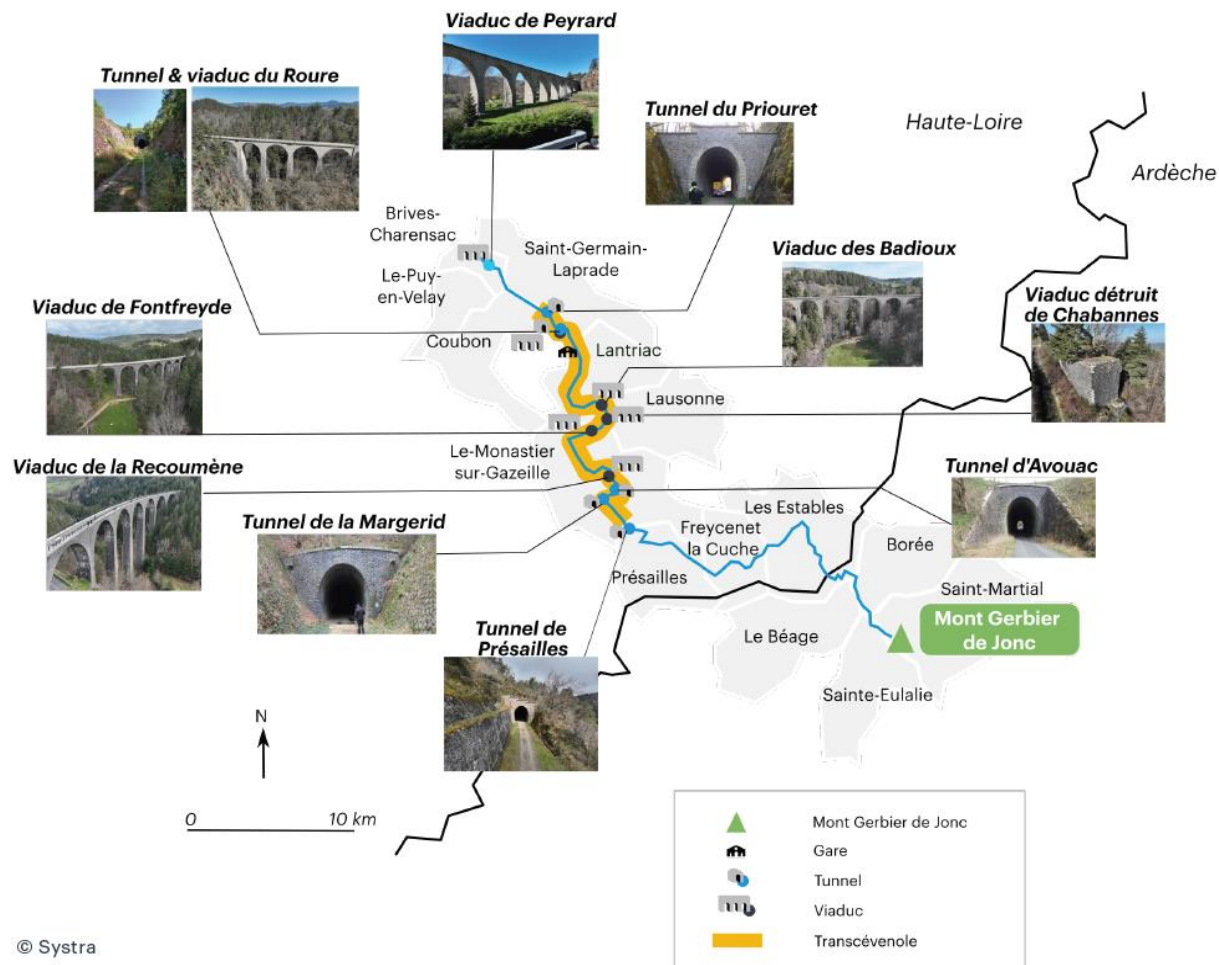 Viaduc de Peyrard
Tunnel & viaduc du Roure
Tunnel du Priouret
Haute-Loire
Ardèche
Brives-
Charensac
Saint-Germain-
Laprade
Le-Puy-
en-Velay
Viaduc des Badioux
Viaduc détruit
de Chabannes
Viaduc de Fontfreyde
Coubon
Lantriac
Lausonne
Le-Monastier
sur-Gazeille
Viaduc de la Recoumène
Tunnel d'Avouac
Tunnel de la Margerid
Les Estables
Freycenet
la Cuche
Borée
Présailles
Saint-Martial
Mont Gerbier
de Jonc
Le Béage
Tunnel de
Présailles
Sainte-Eulalie
N
0 10 km
Mont Gerbier de Jonc
Gare
Tunnel
Viaduc
Transcévenole
© Systra